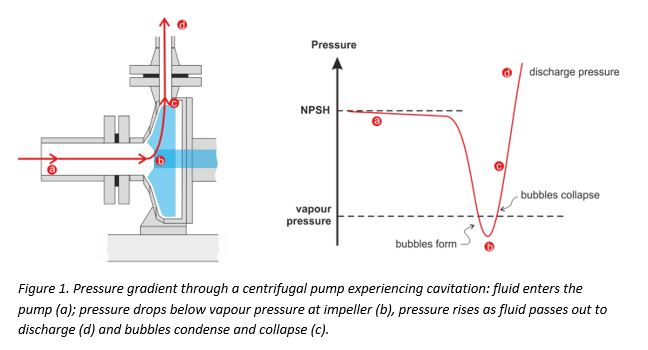 d
c
b
a
Pressure
NPSH
a
d
discharge pressure
c
bubbles collapse
vapour
pressure
bubbles form
b
Figure 1. Pressure gradient through a centrifugal pump experiencing cavitation: fluid enters the
pump (a); pressure drops below vapour pressure at impeller (b), pressure rises as fluid passes out to
discharge (d) and bubbles condense and collapse (c).